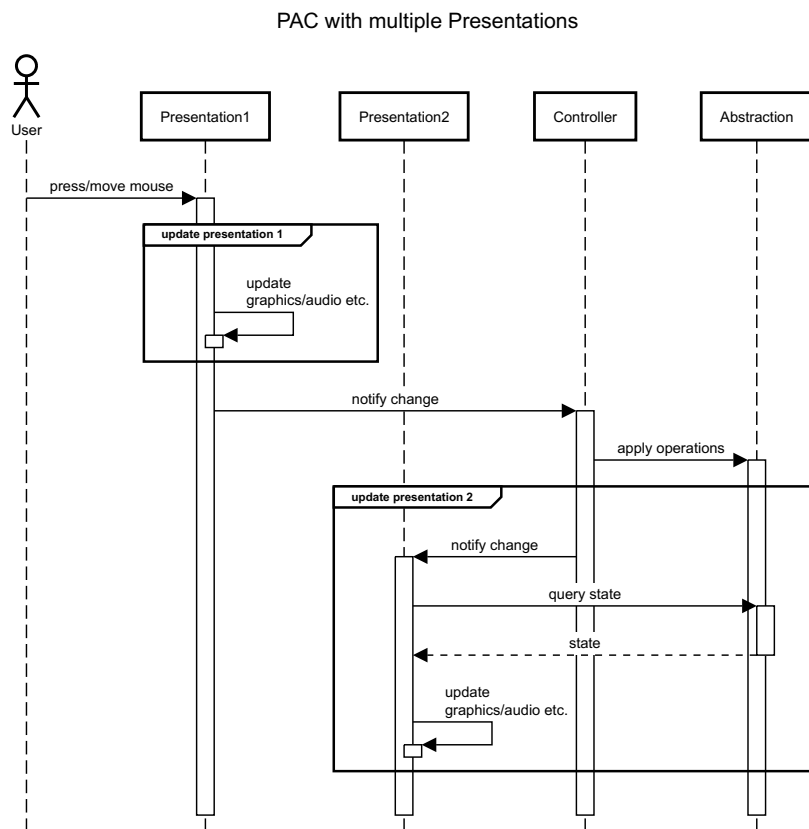 PAC with multiple Presentations
Presentation1
Presentation2
Controller
Abstraction
User
press/move mouse
update presentation 1
update
graphics/audio etc.
notify change
apply operations
update presentation 2
notify change
query state
state
update
graphics/audio etc.